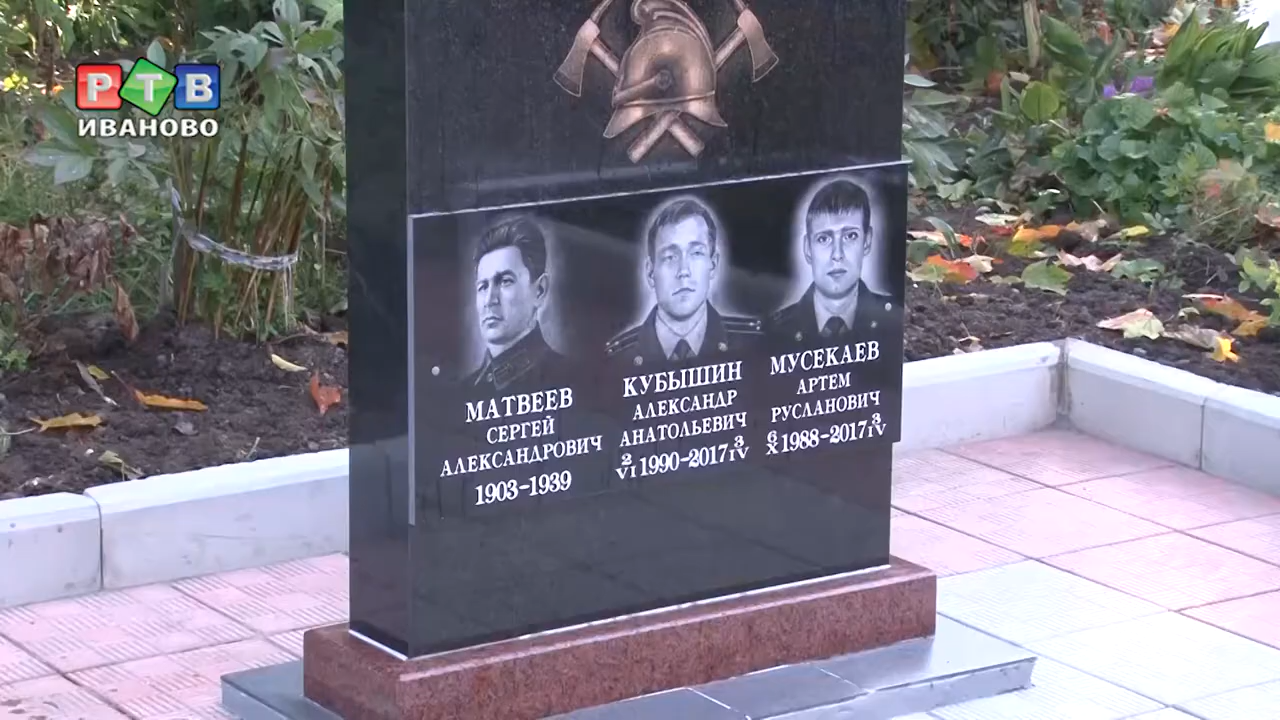 РТВ
ИВАНОВО
МАТВЕЕВ
СЕРГЕЙ
АЛЕКСАНДРОВИЧ
1903-1939
КУБЫШИН
АЛЕКСАНДР
АНАТОЛЬЕВИЧ
2 VI 1990-2017 3 IV
МУСЕКАЕВ
АРТЕМ
РУСЛАНОВИЧ
6 X 1988-2017 3 IV